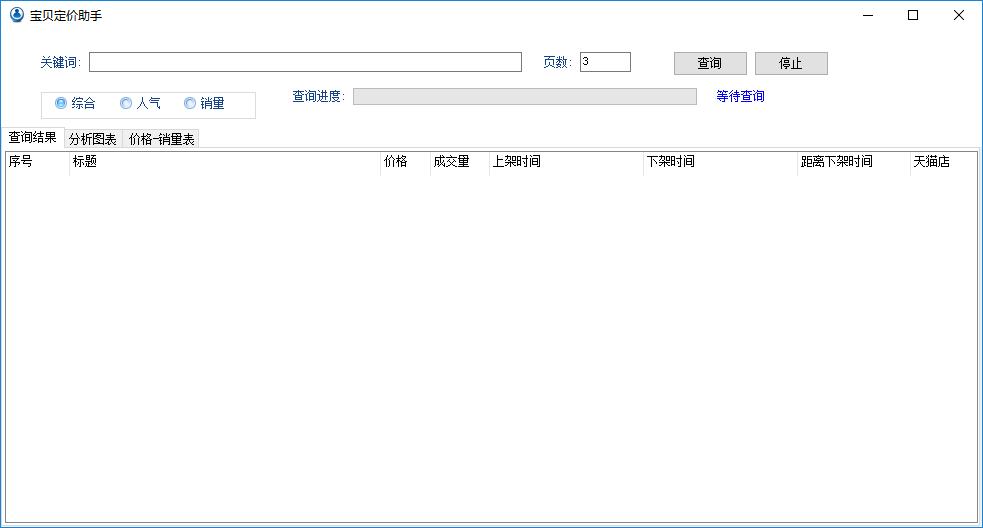 宝贝定价助手
关键词: 页数: 3 查询 停止
综合 人气 销量 查询进度: 等待查询
查询结果 分析图表 价格-销量表
序号 标题 价格 成交量 上架时间 下架时间 距离下架时间 天猫店